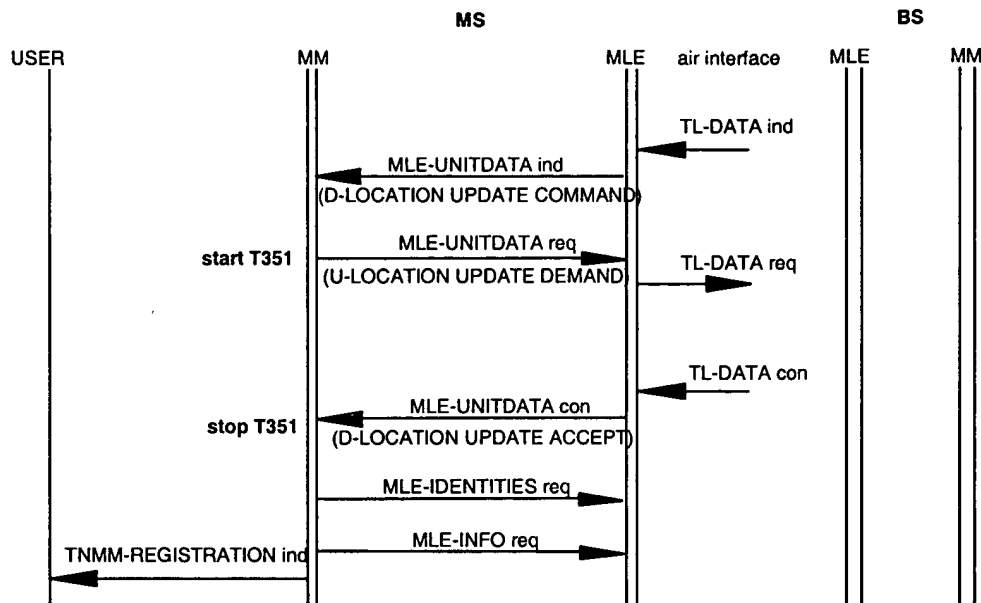 MS
BS
USER
MM
MLE
air interface
MLE
MM
TL-DATA ind
MLE-UNITDATA ind
(D-LOCATION UPDATE COMMAND)
start T351
MLE-UNITDATA req
(U-LOCATION UPDATE DEMAND)
TL-DATA req
TL-DATA con
MLE-UNITDATA con
stop T351
(D-LOCATION UPDATE ACCEPT)
MLE-IDENTITIES req
MLE-INFO req
TNMM-REGISTRATION ind